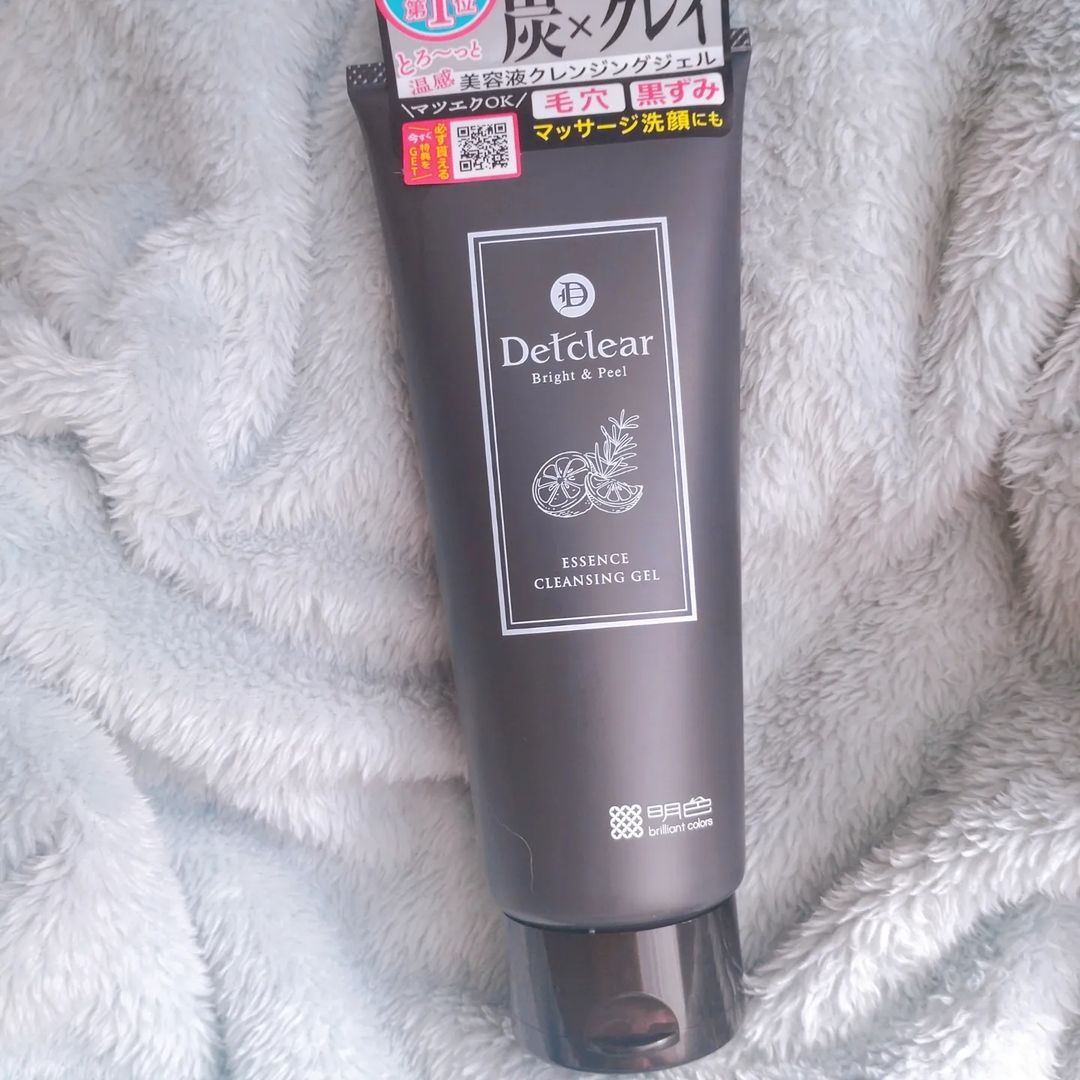 第1位
炭×クレイ
とろ〜っと
温感 美容液クレンジングジェル
\マツエクOK/ 毛穴 黒ずみ
マッサージ洗顔にも
必ず貰える
今すぐ特典をGET
D
Detclear
Bright & Peel
ESSENCE
CLEANSING GEL
明色
brilliant colors